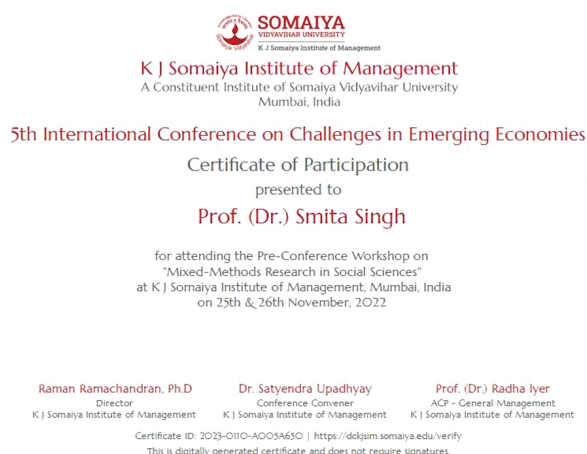 SOMAIYA
VIDYAVIHAR UNIVERSITY
K J Somaiya Institute of Management
K J Somaiya Institute of Management
A Constituent Institute of Somaiya Vidyavihar University
Mumbai, India
5th International Conference on Challenges in Emerging Economies
Certificate of Participation
presented to
Prof. (Dr.) Smita Singh
for attending the Pre-Conference Workshop on
"Mixed-Methods Research in Social Sciences"
at K J Somaiya Institute of Management, Mumbai, India
on 25th & 26th November, 2022
Raman Ramachandran, Ph.D Dr. Satyendra Upadhyay Prof. (Dr.) Radha Iyer
Director Conference Convener ACP - General Management
K J Somaiya Institute of Management K J Somaiya Institute of Management K J Somaiya Institute of Management
Certificate ID: 2023-0110-A005A650 | https://dckjsim.somaiya.edu/verify
This is digitally generated certificate and does not require signatures.